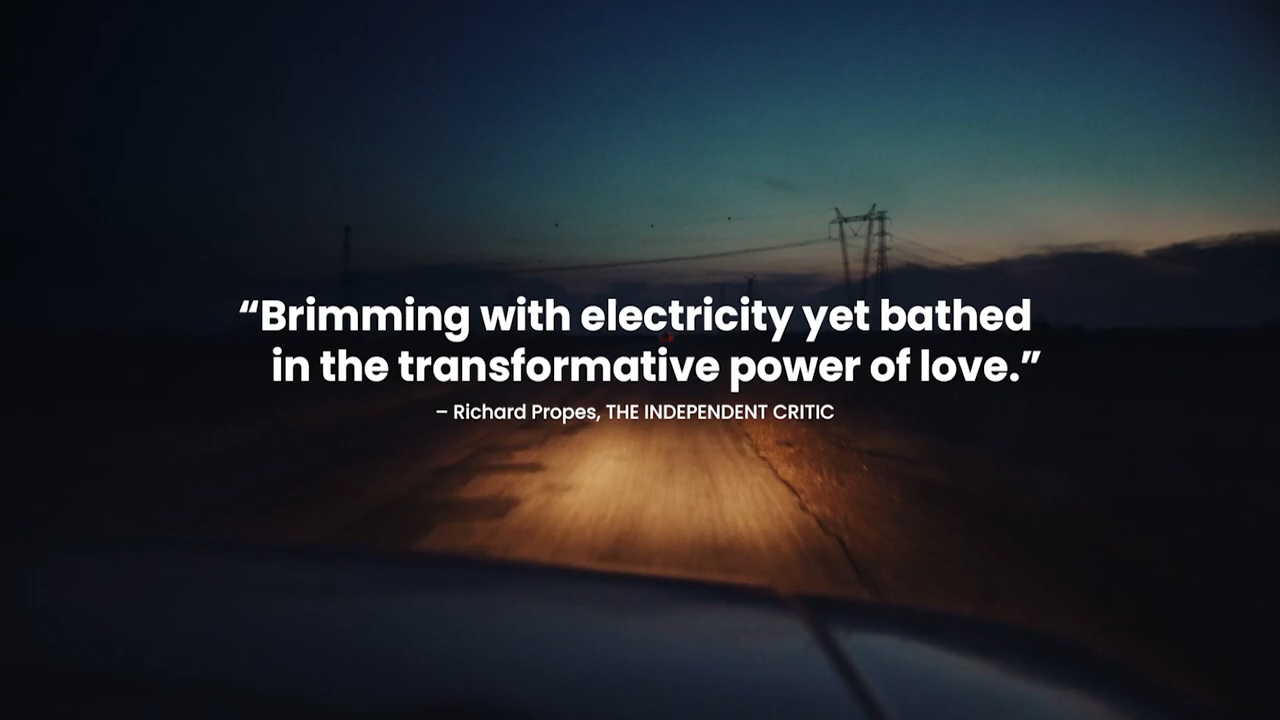 “Brimming with electricity yet bathed
in the transformative power of love.”
– Richard Propes, THE INDEPENDENT CRITIC